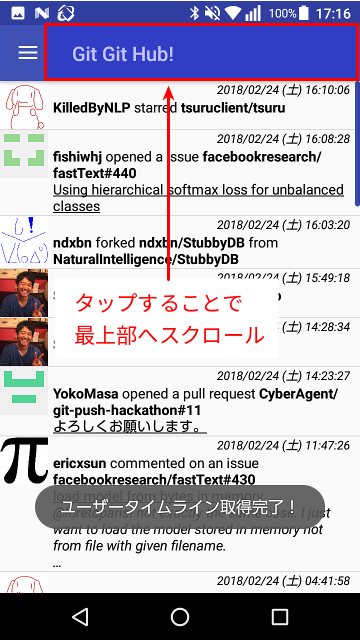 100% 17:16
Git Git Hub!
2018/02/24 (土) 16:10:06
KilledByNLP starred tsuruclient/tsuru
2018/02/24 (土) 16:08:28
fishiwhj opened a issue facebookresearch/
fastText#440
Using hierarchical softmax loss for unbalanced
classes
2018/02/24 (土) 16:03:20
ndxbn forked ndxbn/StubbyDB from
NaturalIntelligence/StubbyDB
2018/02/24 (土) 15:49:18
タップすることで
最上部へスクロール
2018/02/24 (土) 14:28:34
2018/02/24 (土) 14:23:27
YokoMasa opened a pull request CyberAgent/
git-push-hackathon#11
よろしくお願いします。
2018/02/24 (土) 11:47:26
ericxsun commented on an issue
facebookresearch/fastText#430
load model from bytes in memory
ユーザータイムライン取得完了！
want to load the model stored in memory not
from file with given filename.
...
2018/02/24 (土) 04:41:58